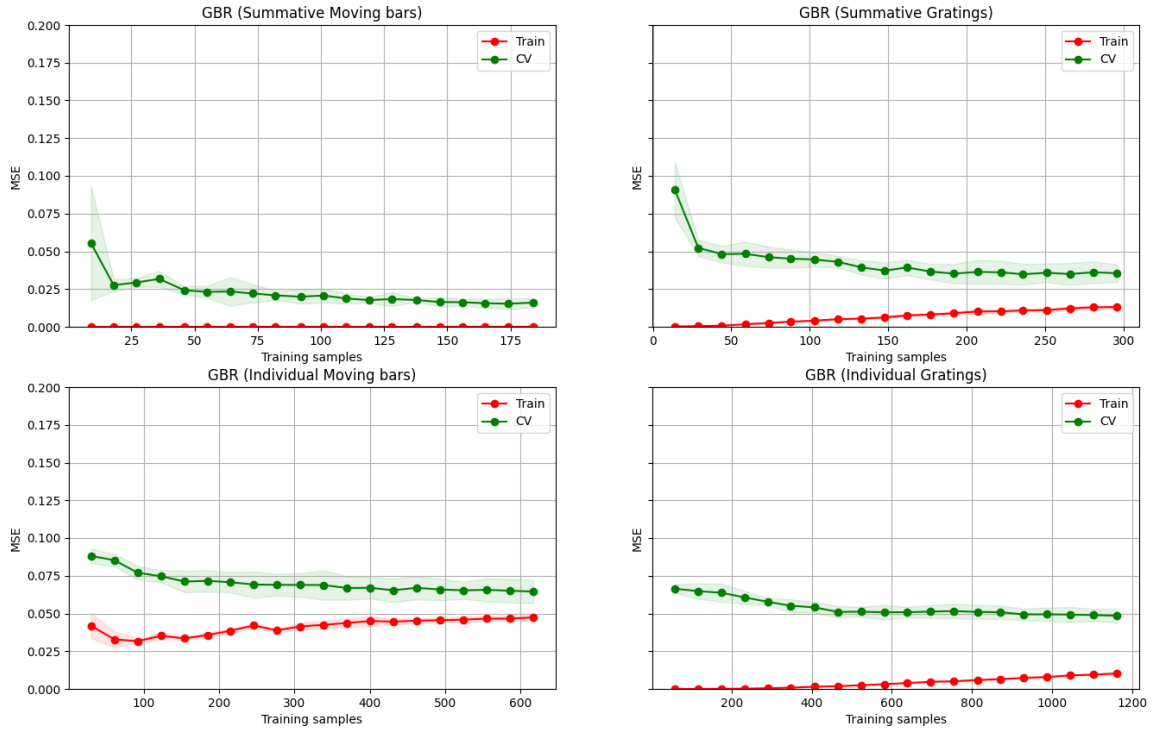 GBR (Summative Moving bars)
0.200
0.175
0.150
0.125
0.100
0.075
0.050
0.025
0.000
MSE
Train
CV
25 50 75 100 125 150 175
Training samples
GBR (Summative Gratings)
MSE
Train
CV
0 50 100 150 200 250 300
Training samples
GBR (Individual Moving bars)
0.200
0.175
0.150
0.125
0.100
0.075
0.050
0.025
0.000
MSE
Train
CV
100 200 300 400 500 600
Training samples
GBR (Individual Gratings)
MSE
Train
CV
200 400 600 800 1000 1200
Training samples